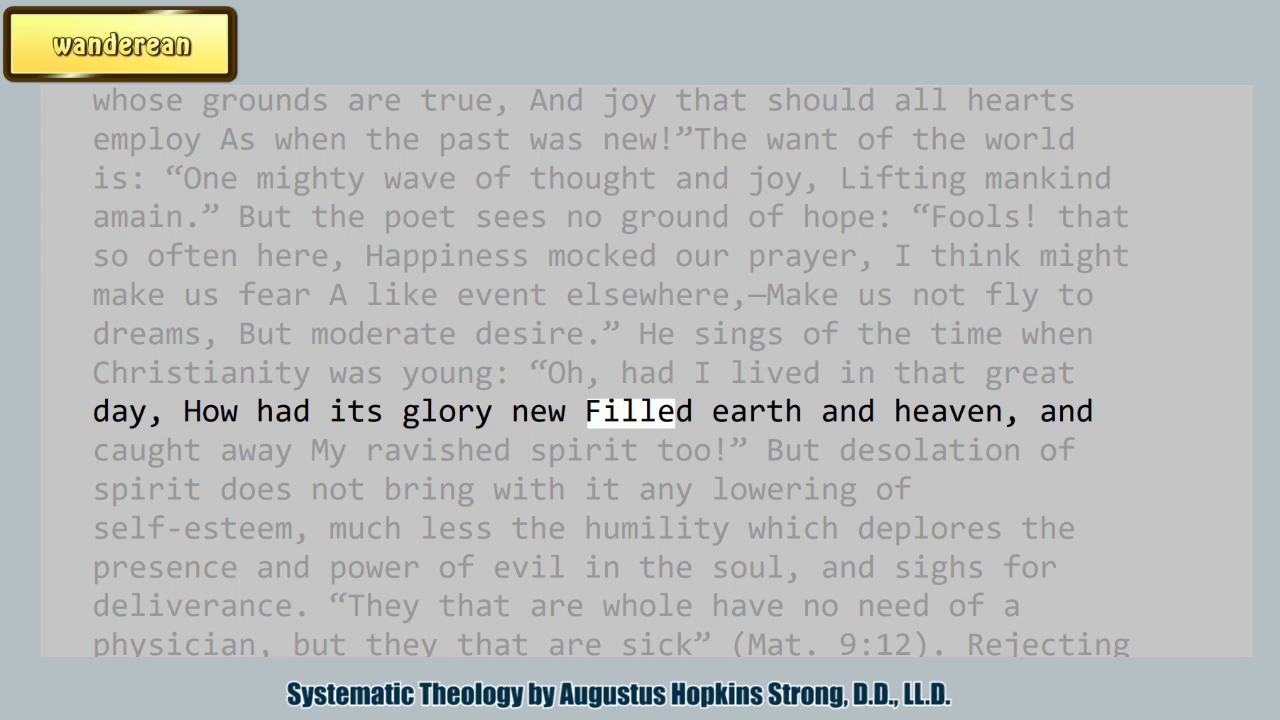 wanderean
whose grounds are true, And joy that should all hearts
employ As when the past was new!”The want of the world
is: “One mighty wave of thought and joy, Lifting mankind
amain.” But the poet sees no ground of hope: “Fools! that
so often here, Happiness mocked our prayer, I think might
make us fear A like event elsewhere,—Make us not fly to
dreams, But moderate desire.” He sings of the time when
Christianity was young: “Oh, had I lived in that great
day, How had its glory new Filled earth and heaven, and
caught away My ravished spirit too!” But desolation of
spirit does not bring with it any lowering of
self-esteem, much less the humility which deplores the
presence and power of evil in the soul, and sighs for
deliverance. “They that are whole have no need of a
physician, but they that are sick” (Mat. 9:12). Rejecting
Systematic Theology by Augustus Hopkins Strong, D.D., LL.D.